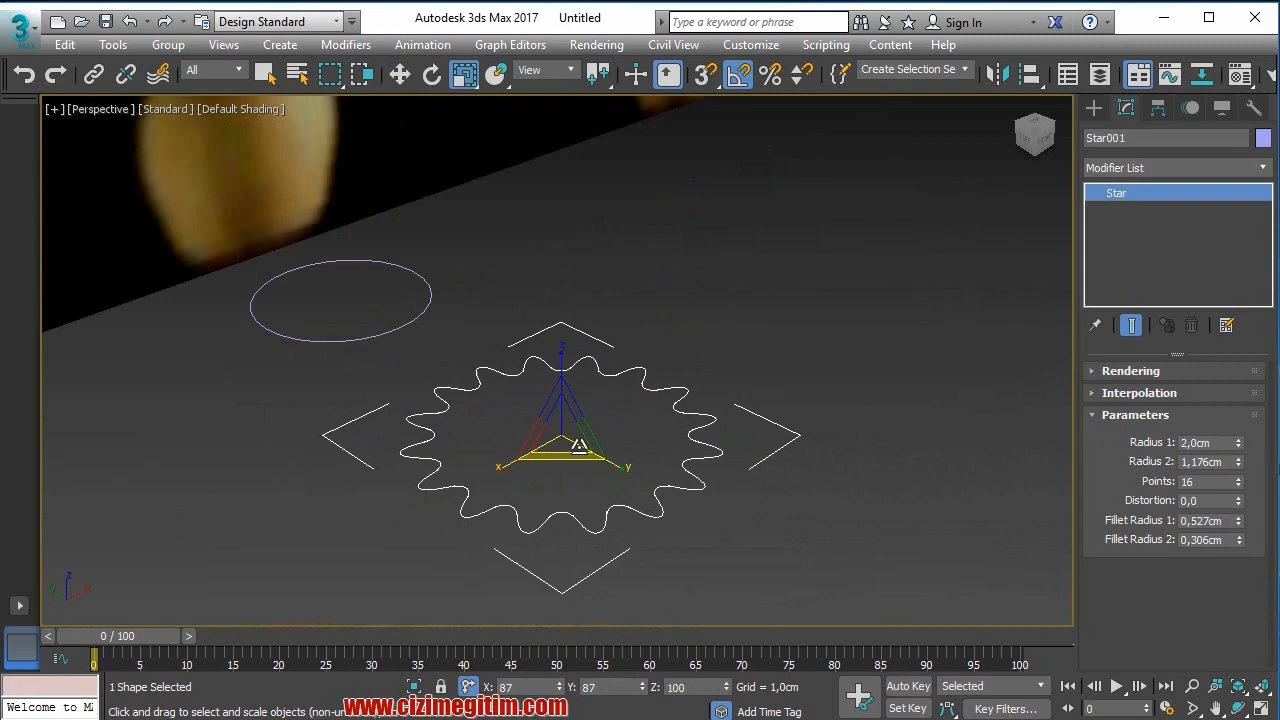 3 MAX
Design Standard
Autodesk 3ds Max 2017 Untitled
Type a keyword or phrase
Sign In
Edit Tools Group Views Create Modifiers Animation Graph Editors Rendering Civil View Customize Scripting Content Help
All
View
3
Create Selection Se
[+] [Perspective ] [Standard ] [Default Shading ]
Star001
Modifier List
Star
Rendering
Interpolation
Parameters
Radius 1: 2,0cm
Radius 2: 1,176cm
Points: 16
Distortion: 0,0
Fillet Radius 1: 0,527cm
Fillet Radius 2: 0,306cm
z
x
y
z
y
x
< 0 / 100 >
0 5 10 15 20 25 30 35 40 45 50 55 60 65 70 75 80 85 90 95 100
1 Shape Selected
X: 87 Y: 87 Z: 100 Grid = 1,0cm
Auto Key
Selected
Welcome to M
Click and drag to select and scale objects (non-un
www.cizimegitim.com
Add Time Tag
Set Key
Key Filters...
0